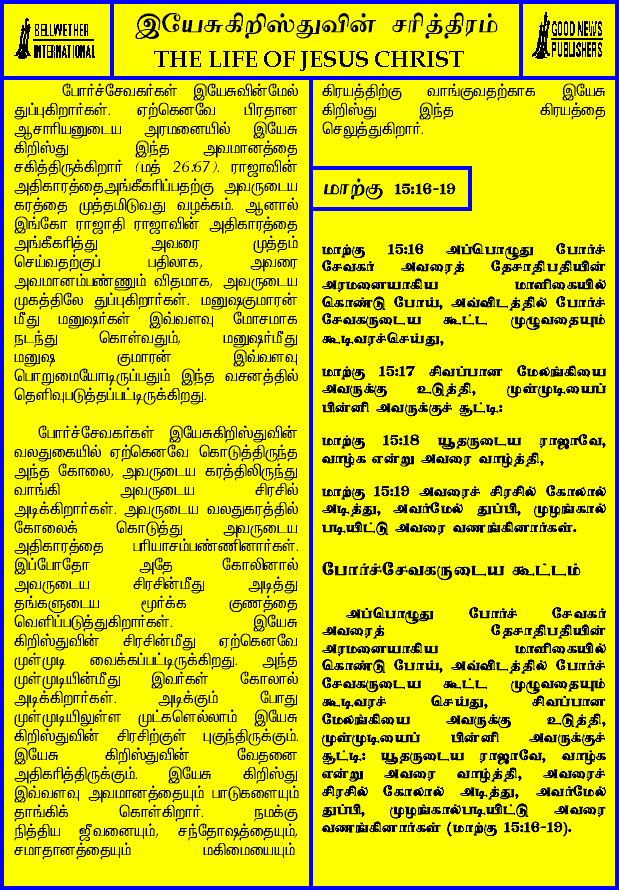 BELLWETHER
INTERNATIONAL
இயேசுகிறிஸ்துவின் சரித்திரம்
THE LIFE OF JESUS CHRIST
GOOD NEWS
PUBLISHERS
போர்ச்சேவகர்கள் இயேசுவின்மேல்
துப்புகிறார்கள். ஏற்கெனவே பிரதான
ஆசாரியனுடைய அரமனையில் இயேசு
கிறிஸ்து இந்த அவமானத்தை
சகித்திருக்கிறார் (மத் 26:67). ராஜாவின்
அதிகாரத்தைஅங்கீகரிப்பதற்கு அவருடைய
கரத்தை முத்தமிடுவது வழக்கம். ஆனால்
இங்கோ ராஜாதி ராஜாவின் அதிகாரத்தை
அங்கீகரித்து அவரை முத்தம்
செய்வதற்குப் பதிலாக, அவரை
அவமானம்பண்ணும் விதமாக, அவருடைய
முகத்திலே துப்புகிறார்கள். மனுஷகுமாரன்
மீது மனுஷர்கள் இவ்வளவு மோசமாக
நடந்து கொள்வதும், மனுஷர்மீது
மனுஷ குமாரன் இவ்வளவு
பொறுமையோடிருப்பதும் இந்த வசனத்தில்
தெளிவுபடுத்தப்பட்டிருக்கிறது.
போர்ச்சேவகர்கள் இயேசுகிறிஸ்துவின்
வலதுகையில் ஏற்கெனவே கொடுத்திருந்த
அந்த கோலை, அவருடைய கரத்திலிருந்து
வாங்கி அவருடைய சிரசில்
அடிக்கிறார்கள். அவருடைய வலதுகரத்தில்
கோலைக் கொடுத்து அவருடைய
அதிகாரத்தை பரியாசம்பண்ணினார்கள்.
இப்போதோ அதே கோலினால்
அவருடைய சிரசின்மீது அடித்து
தங்களுடைய மூர்க்க குணத்தை
வெளிப்படுத்துகிறார்கள். இயேசு
கிறிஸ்துவின் சிரசின்மீது ஏற்கெனவே
முள்முடி வைக்கப்பட்டிருக்கிறது. அந்த
முள்முடியின்மீது இவர்கள் கோலால்
அடிக்கிறார்கள். அடிக்கும் போது
முள்முடியிலுள்ள முட்களெல்லாம் இயேசு
கிறிஸ்துவின் சிரசிற்குள் புகுந்திருக்கும்.
இயேசு கிறிஸ்துவின் வேதனை
அதிகரித்திருக்கும். இயேசு கிறிஸ்து
இவ்வளவு அவமானத்தையும் பாடுகளையும்
தாங்கிக் கொள்கிறார். நமக்கு
நித்திய ஜீவனையும், சந்தோஷத்தையும்,
சமாதானத்தையும் மகிமையையும்
கிரயத்திற்கு வாங்குவதற்காக இயேசு
கிறிஸ்து இந்த கிரயத்தை
செலுத்துகிறார்.
மாற்கு 15:16-19
மாற்கு 15:16 அப்பொழுது போர்ச்
சேவகர் அவரைத் தேசாதிபதியின்
அரமனையாகிய மாளிகையில்
கொண்டு போய், அவ்விடத்தில் போர்ச்
சேவகருடைய கூட்ட முழுவதையும்
கூடிவரச்செய்து,
மாற்கு 15:17 சிவப்பான மேலங்கியை
அவருக்கு உடுத்தி, முள்முடியைப்
பின்னி அவருக்குச் சூட்டி:
மாற்கு 15:18 யூதருடைய ராஜாவே,
வாழ்க என்று அவரை வாழ்த்தி,
மாற்கு 15:19 அவரைச் சிரசில் கோலால்
அடித்து, அவர்மேல் துப்பி, முழங்கால்
படியிட்டு அவரை வணங்கினார்கள்.
போர்ச்சேவகருடைய கூட்டம்
அப்பொழுது போர்ச் சேவகர்
அவரைத் தேசாதிபதியின்
அரமனையாகிய மாளிகையில்
கொண்டு போய், அவ்விடத்தில் போர்ச்
சேவகருடைய கூட்ட முழுவதையும்
கூடிவரச் செய்து, சிவப்பான
மேலங்கியை அவருக்கு உடுத்தி,
முள்முடியைப் பின்னி அவருக்குச்
சூட்டி: யூதருடைய ராஜாவே, வாழ்க
என்று அவரை வாழ்த்தி, அவரைச்
சிரசில் கோலால் அடித்து, அவர்மேல்
துப்பி, முழங்கால்படியிட்டு அவரை
வணங்கினார்கள் (மாற்கு 15:16-19).